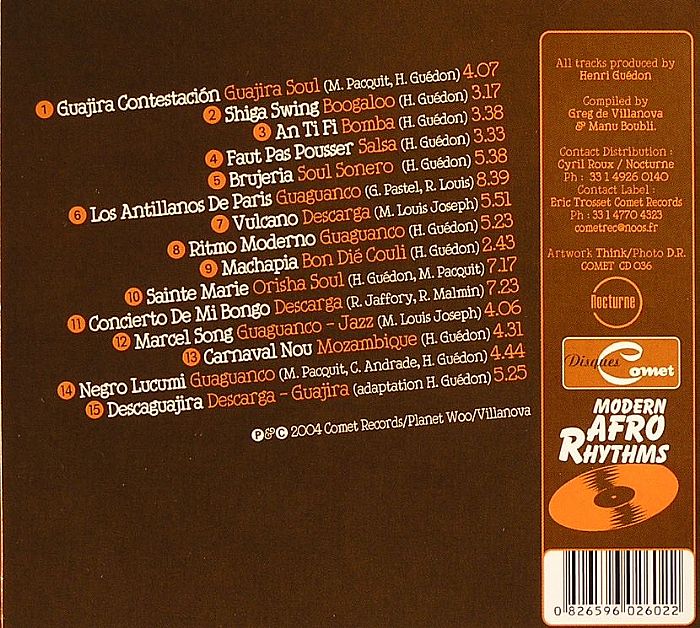 1 Guajira Contestación Guajira Soul (M. Pacquit, H. Guédon) 4.07
2 Shiga Swing Boogaloo (H. Guédon) 3.17
3 An Ti Pi Bomba (H. Guédon) 3.38
4 Faut Pas Pousser Salsa (H. Guédon) 3.33
5 Brujeria Soul Sonero (H. Guédon) 5.38
6 Los Antillanos De Paris Guaguanco (G. Pastel, R. Louis) 8.39
7 Vulcano Descarga (M. Louis Joseph) 5.51
8 Ritmo Moderno Guaguanco (H. Guédon) 5.23
9 Machapia Bon Dié Couli (H. Guédon) 2.43
10 Sainte Marie Orisha Soul (H. Guédon, M. Pacquit) 7.17
11 Concierto De Mi Bongo Descarga (R. Jaffory, R. Malmin) 7.23
12 Marcel Song Guaguanco - Jazz (M. Louis Joseph) 4.06
13 Carnaval Nou Mozambique (H. Guédon) 4.31
14 Negro Lucumi Guaguanco (M. Pacquit, C. Andrade, H. Guédon) 4.44
15 Descaguajira Descarga - Guajira (adaptation H. Guédon) 5.25
℗ & © 2004 Comet Records/Planet Woo/Villanova
All tracks produced by
Henri Guédon
Compiled by
Greg de Villanova
& Manu Boubli.
Contact Distribution :
Cyril Roux / Nocturne
Ph : 33 1 4926 0140
Contact Label :
Eric Trosset Comet Records
Ph : 33 1 4770 4323
cometrec@noos.fr
Artwork Think/Photo D.R.
COMET CD 036
Nocturne
Disques Comet
MODERN
AFRO
RHYTHMS
0 826596 026022